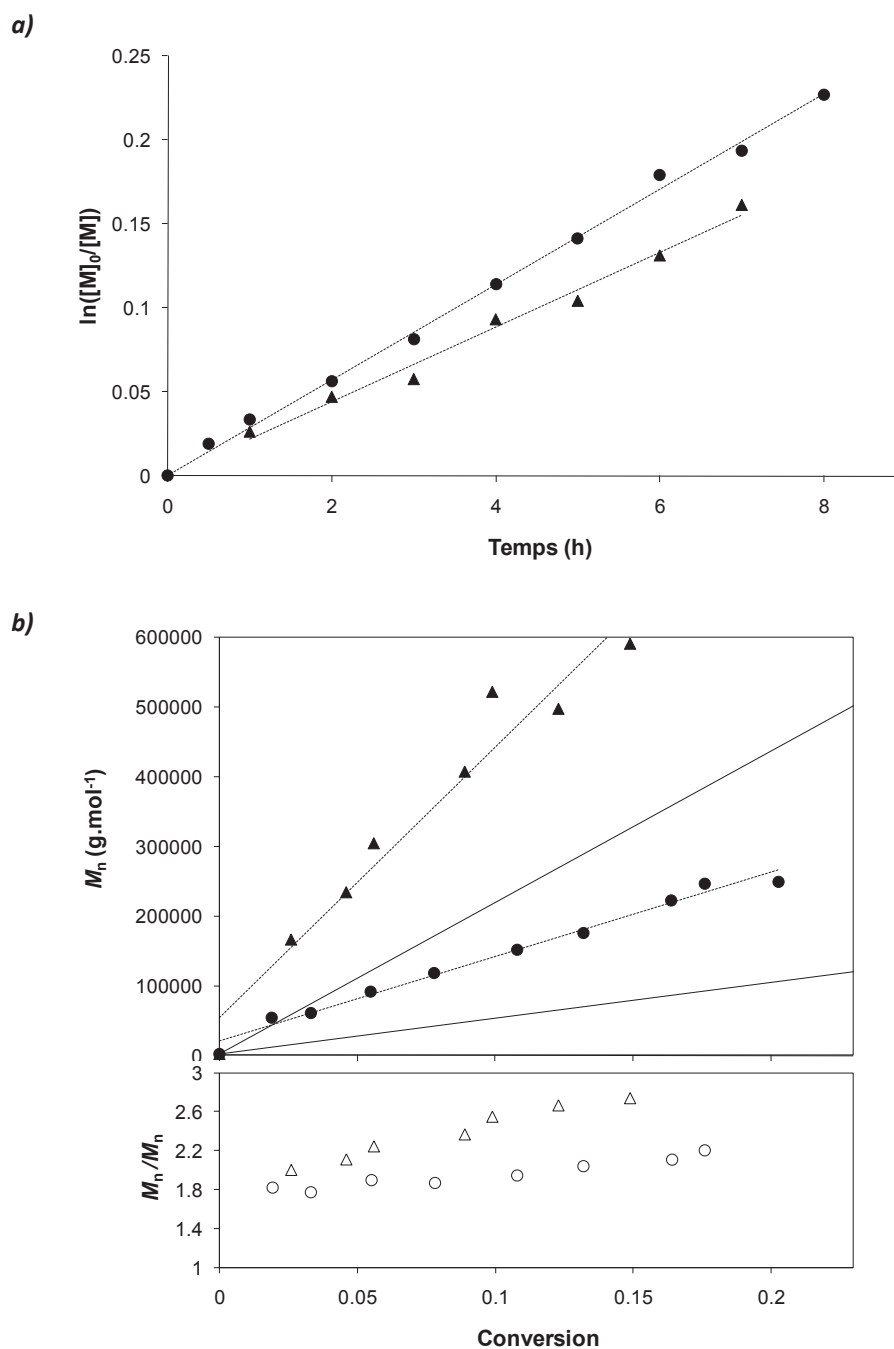 a)
0.25
0.2
0.15
0.1
0.05
0
ln([M]₀/[M])
0 2 4 6 8
Temps (h)
b)
600000
500000
400000
300000
200000
100000
0
Mn (g.mol⁻¹)
3
2.6
2.2
1.8
1.4
1
Mn/Mn
0 0.05 0.1 0.15 0.2
Conversion